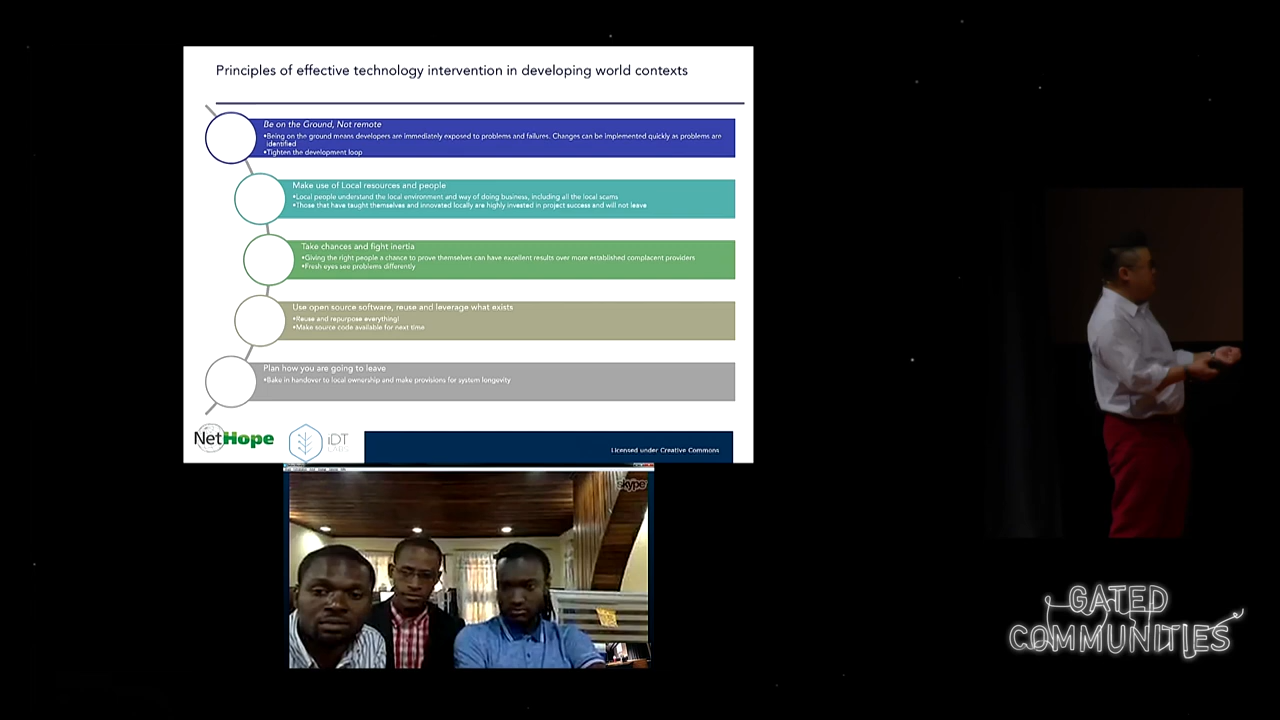 Principles of effective technology intervention in developing world contexts
Be on the Ground, Not remote
•Being on the ground means developers are immediately exposed to problems and failures. Changes can be implemented quickly as problems are
identified
•Tighten the development loop
Make use of Local resources and people
•Local people understand the local environment and way of doing business, including all the local scams
•Those that have taught themselves and innovated locally are highly invested in project success and will not leave
Take chances and fight inertia
•Giving the right people a chance to prove themselves can have excellent results over more established complacent providers
•Fresh eyes see problems differently
Use open source software, reuse and leverage what exists
•Reuse and repurpose everything!
•Make source code available for next time
Plan how you are going to leave
•Bake in handover to local ownership and make provisions for system longevity
NetHope
iDT
LABS
Licensed under Creative Commons
skype
GATED
COMMUNITIES